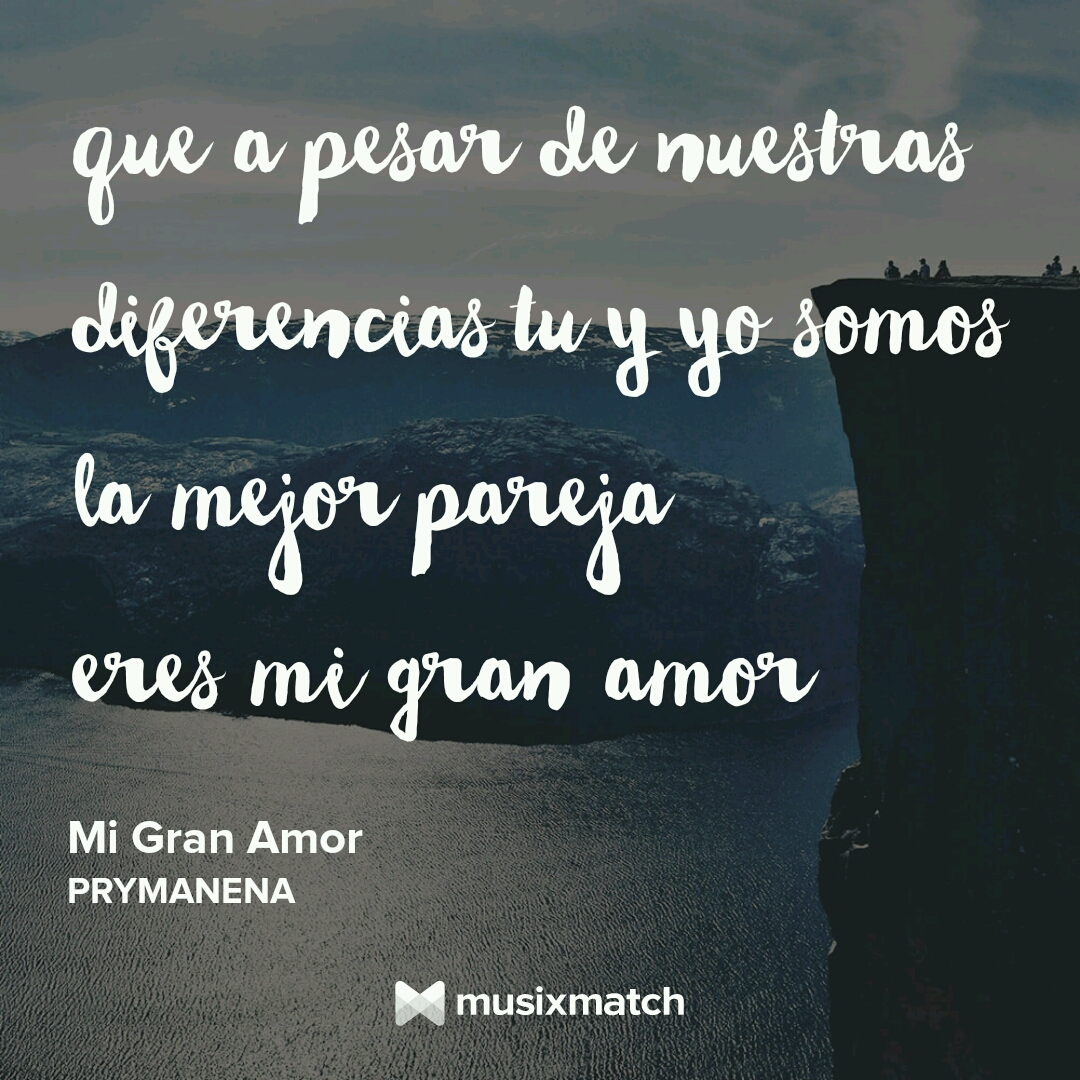 que a pesar de nuestras
diferencias tu y yo somos
la mejor pareja
eres mi gran amor
Mi Gran Amor
PRYMANENA
musixmatch